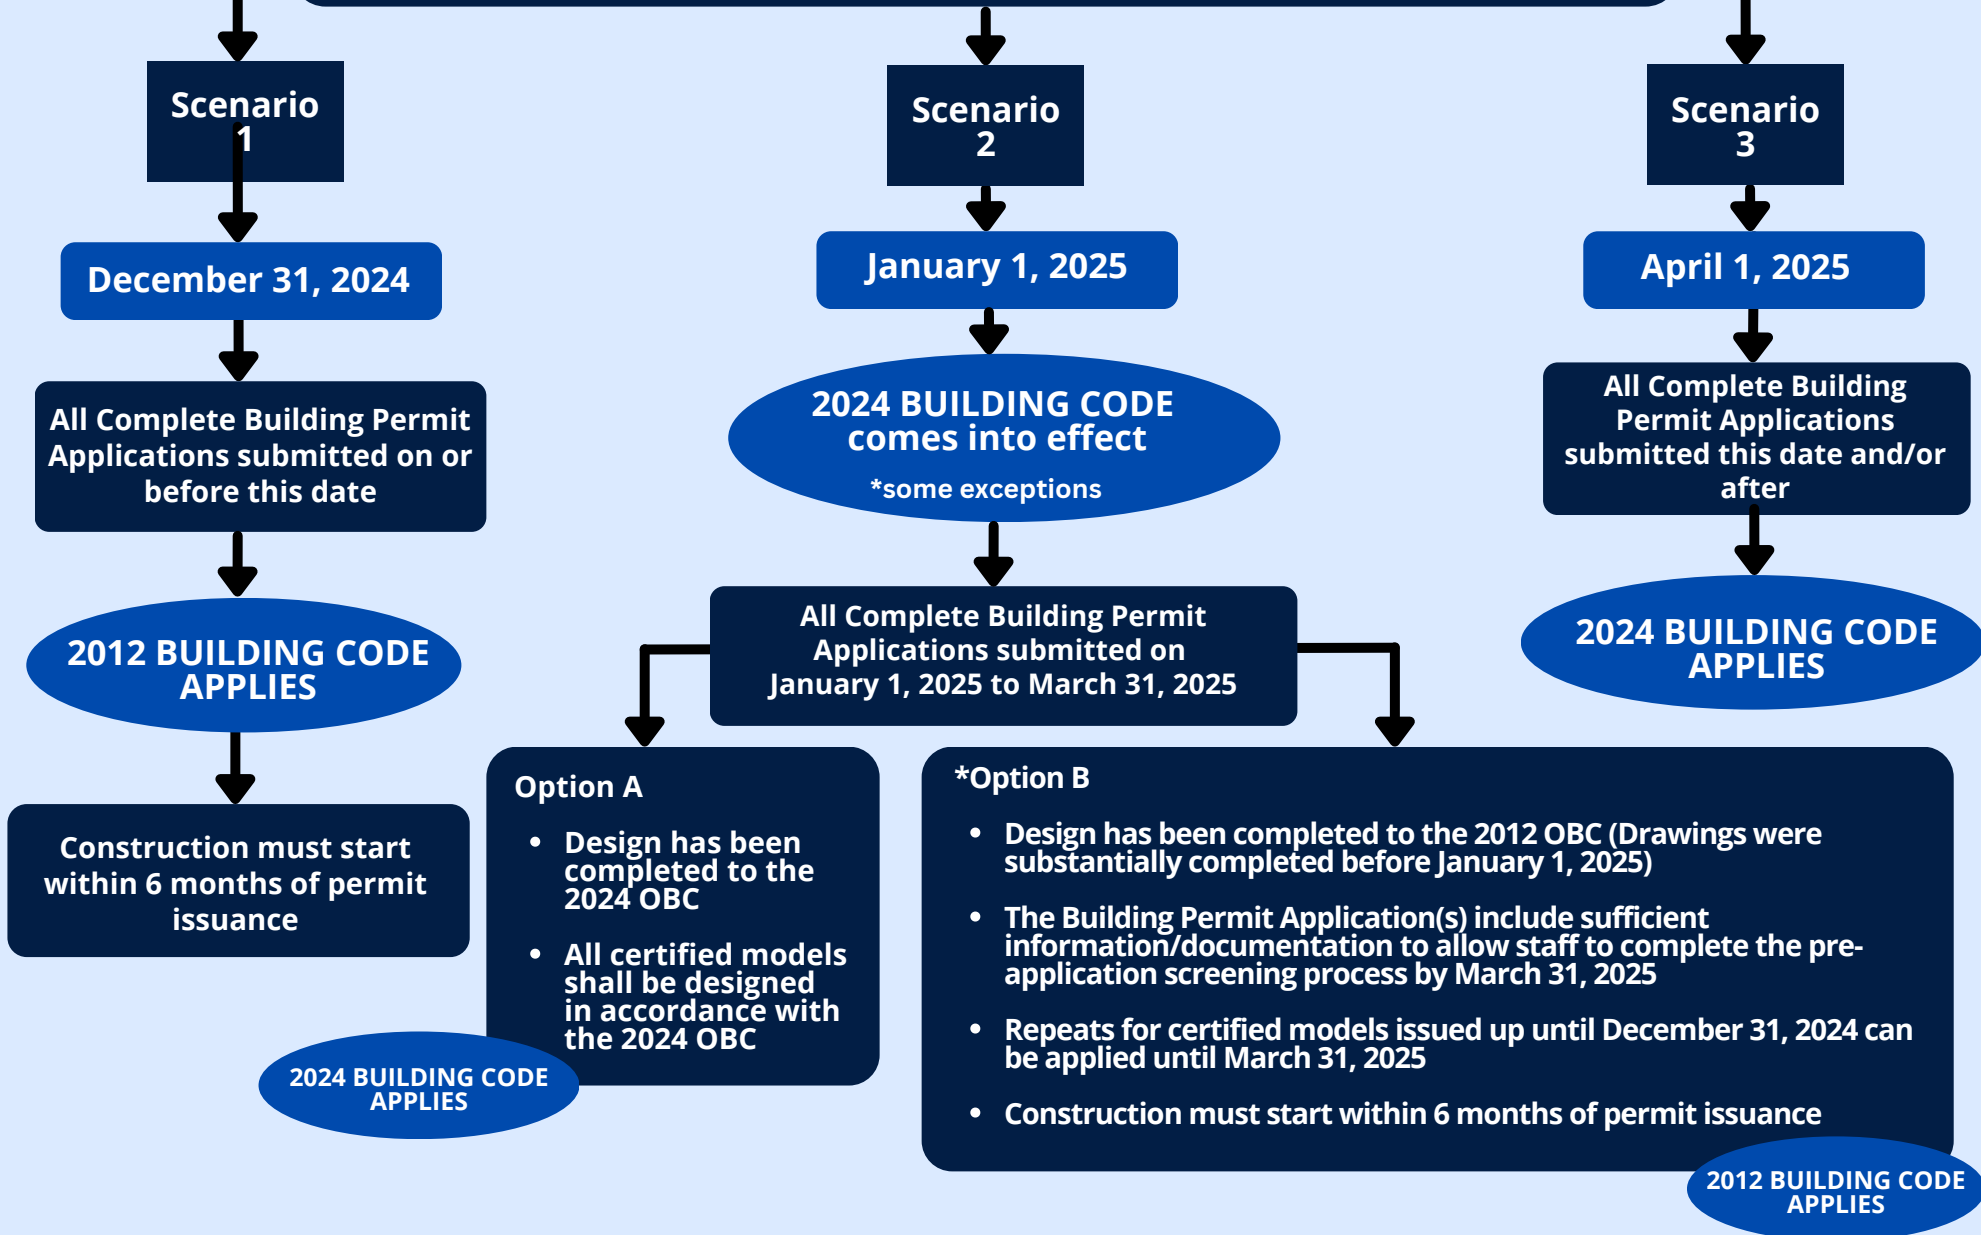 Scenario
1
December 31, 2024
All Complete Building Permit
Applications submitted on or
before this date
2012 BUILDING CODE
APPLIES
Construction must start
within 6 months of permit
issuance
Scenario
2
January 1, 2025
2024 BUILDING CODE
comes into effect
*some exceptions
All Complete Building Permit
Applications submitted on
January 1, 2025 to March 31, 2025
Option A
• Design has been
completed to the
2024 OBC
• All certified models
shall be designed
in accordance with
the 2024 OBC
2024 BUILDING CODE
APPLIES
*Option B
• Design has been completed to the 2012 OBC (Drawings were
substantially completed before January 1, 2025)
• The Building Permit Application(s) include sufficient
information/documentation to allow staff to complete the pre-
application screening process by March 31, 2025
• Repeats for certified models issued up until December 31, 2024 can
be applied until March 31, 2025
• Construction must start within 6 months of permit issuance
2012 BUILDING CODE
APPLIES
Scenario
3
April 1, 2025
All Complete Building
Permit Applications
submitted this date and/or
after
2024 BUILDING CODE
APPLIES